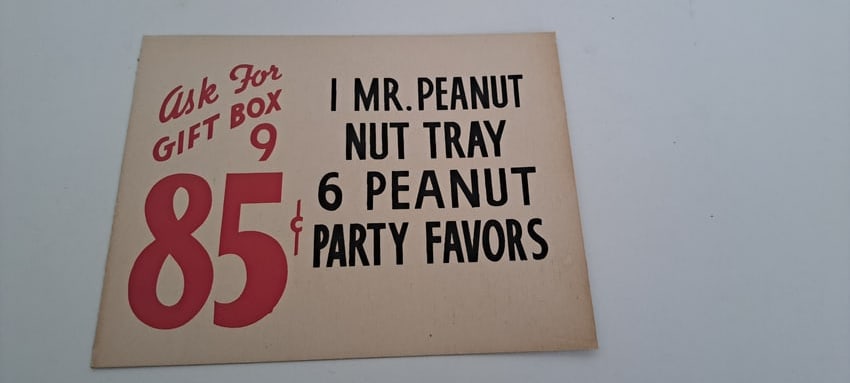 Ask For
GIFT BOX
9
85¢
1 MR. PEANUT
NUT TRAY
6 PEANUT
PARTY FAVORS